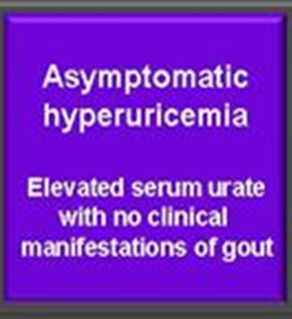 Asymptomatic
hyperuricemia
Elevated serum urate
with no clinical
manifestations of gout